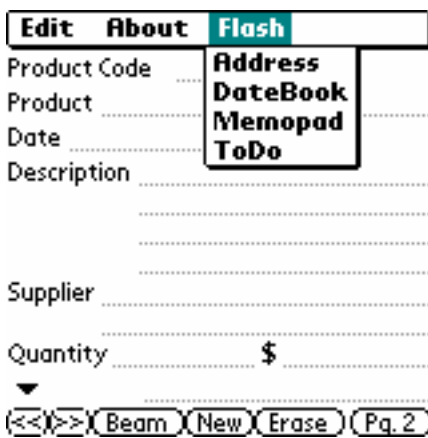 Edit About Flash
Address
DateBook
Memopad
ToDo
Product Code
Product
Date
Description
Supplier
Quantity $
<< >> Beam New Erase Pg. 2